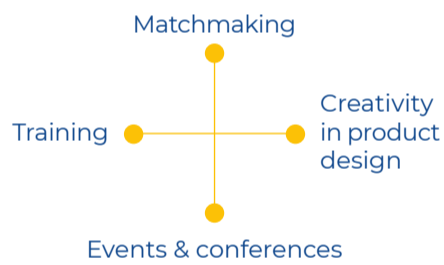 Matchmaking
Training
Creativity
in product
design
Events & conferences